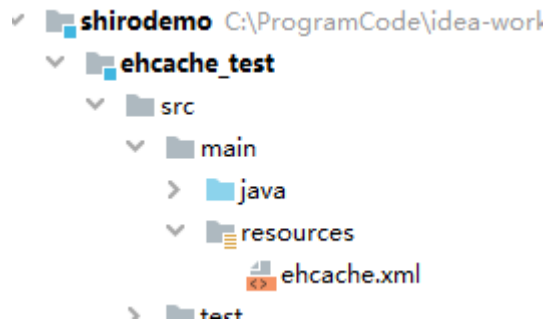 shirodemo C:\ProgramCode\idea-work
ehcache_test
src
main
java
resources
ehcache.xml
test